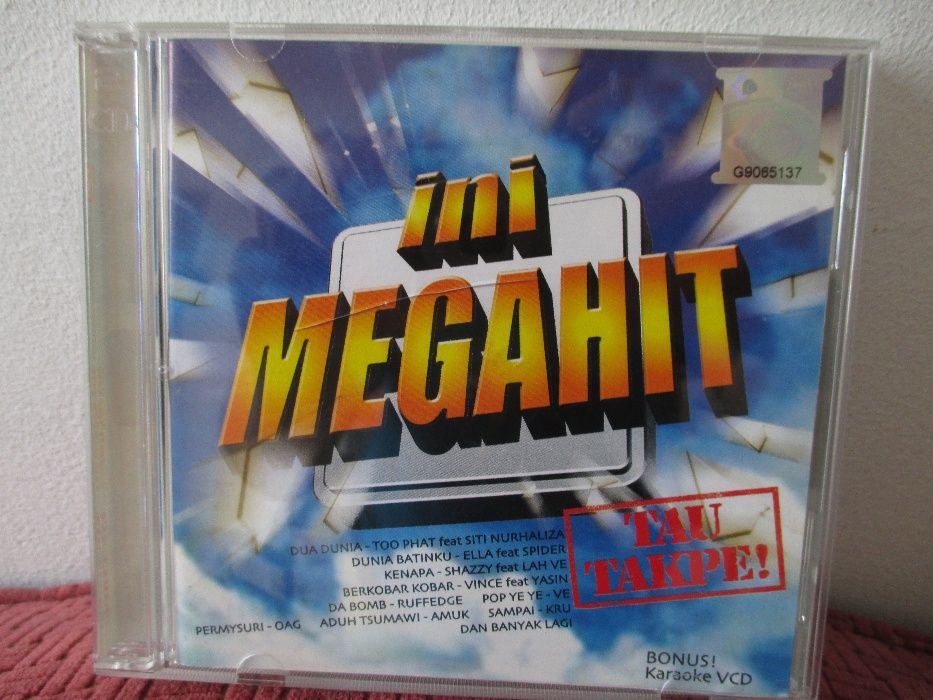 G9065137
ini
MEGAHIT
TAU
TAKPE!
DUA DUNIA - TOO PHAT feat SITI NURHALIZA
DUNIA BATINKU - ELLA feat SPIDER
KENAPA - SHAZZY feat LAH VE
BERKOBAR KOBAR - VINCE feat YASIN
DA BOMB - RUFFEDGE POP YE YE - VE
PERMYSURI - OAG ADUH TSUMAWI - AMUK SAMPAI - KRU
DAN BANYAK LAGI
BONUS!
Karaoke VCD